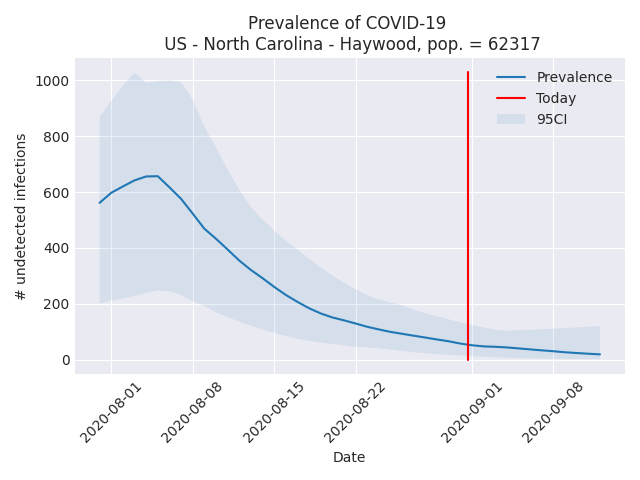 Prevalence of COVID-19
US - North Carolina - Haywood, pop. = 62317
Prevalence
Today
95CI
# undetected infections
1000
800
600
400
200
0
2020-08-01
2020-08-08
2020-08-15
2020-08-22
2020-09-01
2020-09-08
Date